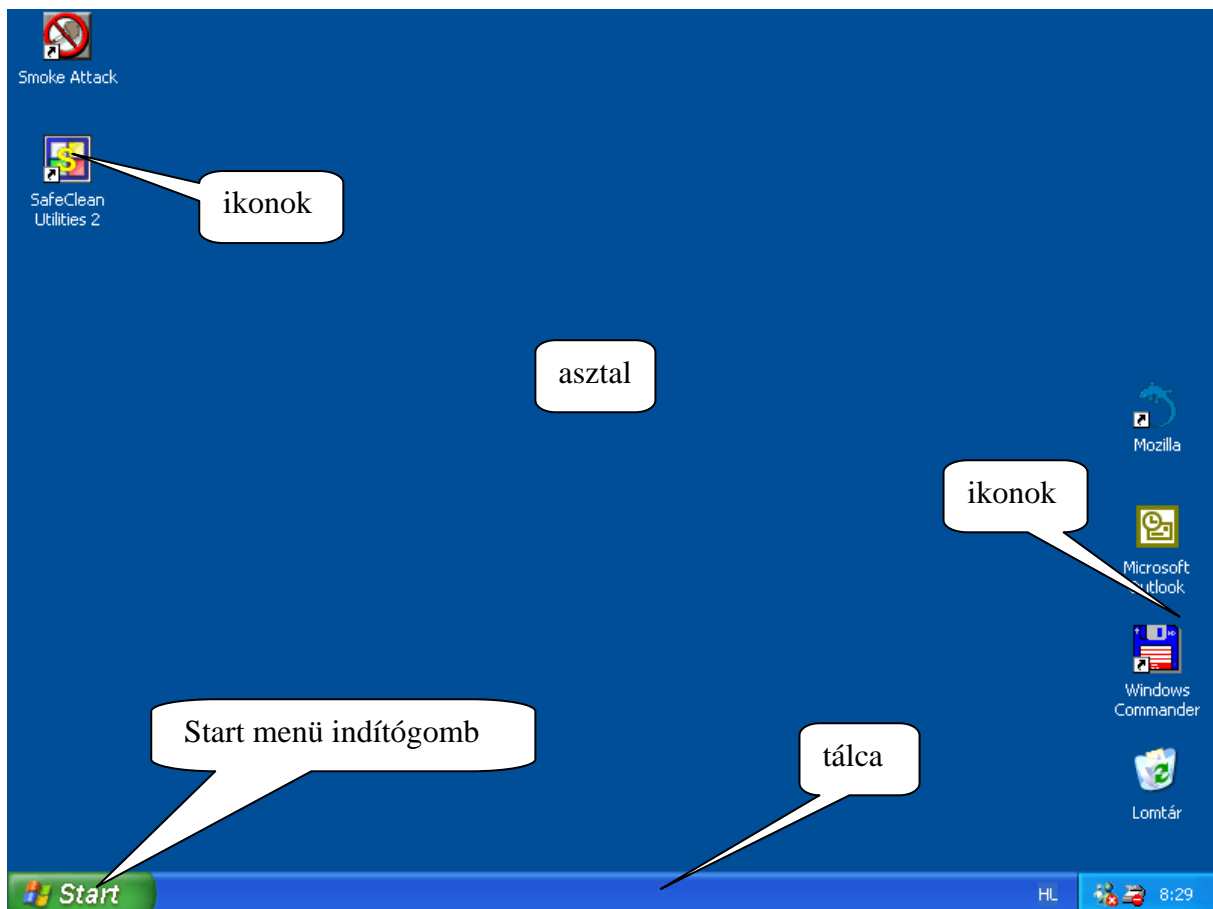 Smoke Attack
SafeClean
Utilities 2
ikonok
asztal
Mozilla
ikonok
Microsoft
Outlook
Windows
Commander
Start menü indítógomb
tálca
Lomtár
Start
HL
8:29